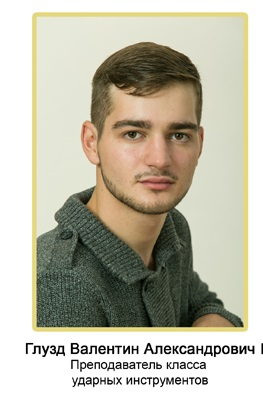 Глузд Валентин Александрович
Преподаватель класса
ударных инструментов